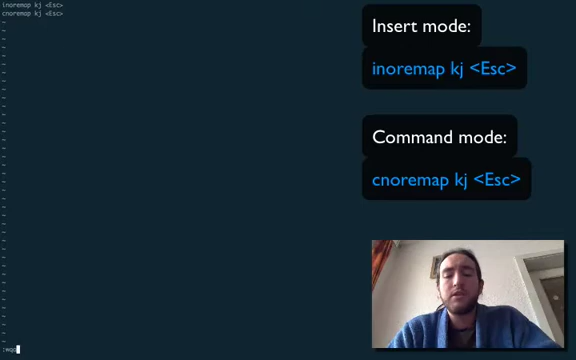 inoremap kj <Esc>
cnoremap kj <Esc>
Insert mode:
inoremap kj <Esc>
Command mode:
cnoremap kj <Esc>